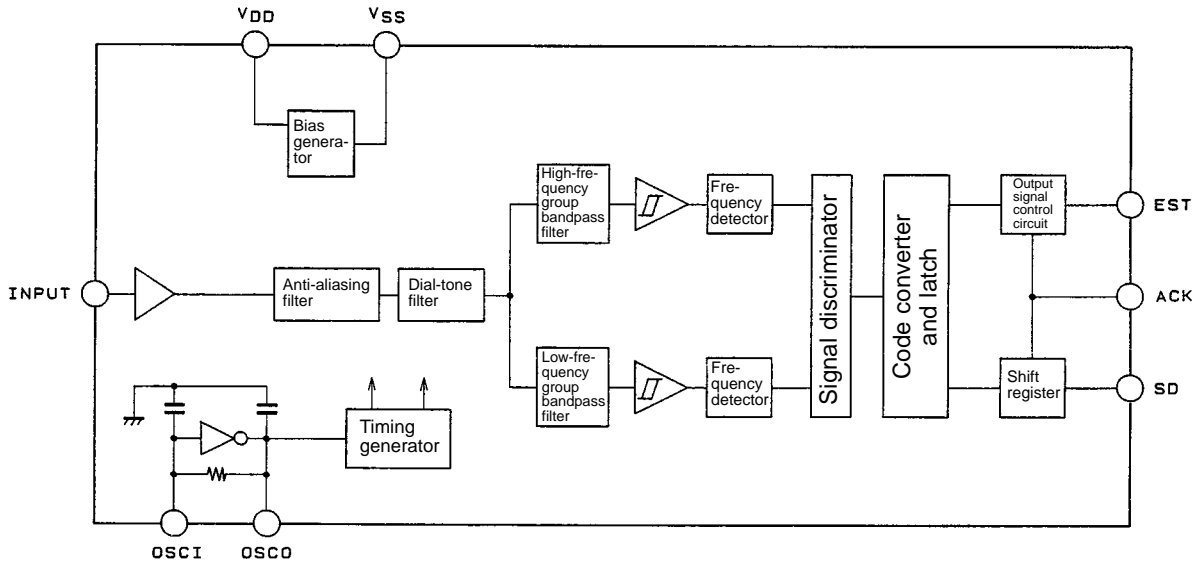 VDD
VSS
Bias
genera-
tor
High-fre-
quency
group
bandpass
filter
Fre-
quency
detector
Signal discriminator
Code converter
and latch
Output
signal
control
circuit
EST
INPUT
Anti-aliasing
filter
Dial-tone
filter
ACK
Low-fre-
quency
group
bandpass
filter
Fre-
quency
detector
Shift
register
SD
Timing
generator
OSCI
OSCO